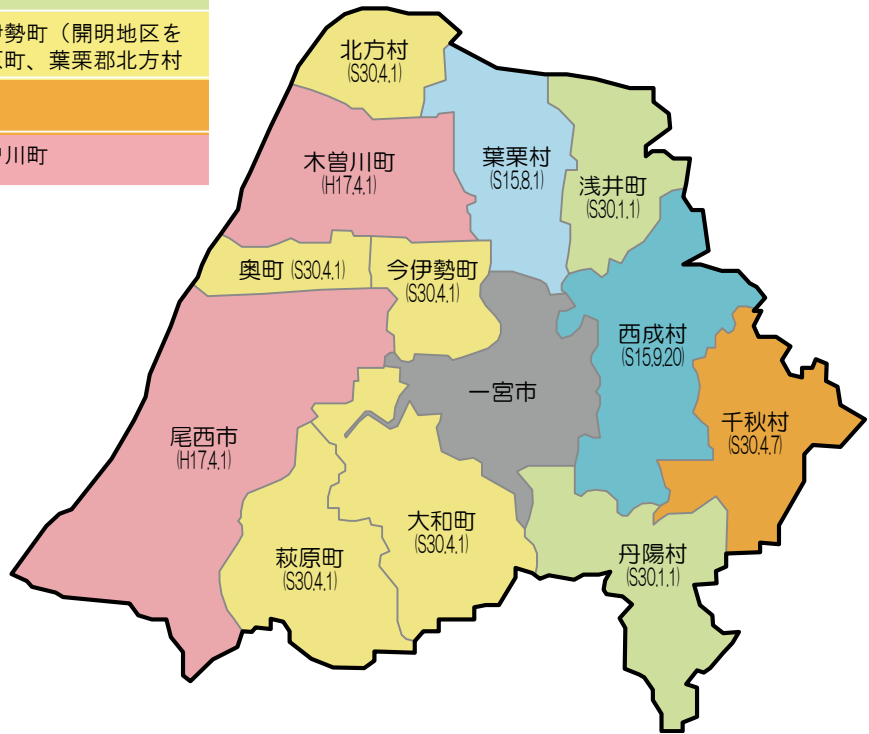 伊勢町（開明地区を
町、葉栗郡北方村
川町
北方村
(S30.4.1)
木曽川町
(H17.4.1)
葉栗村
(S15.8.1)
浅井町
(S30.1.1)
奥町 (S30.4.1)
今伊勢町
(S30.4.1)
西成村
(S15.9.20)
一宮市
千秋村
(S30.4.7)
尾西市
(H17.4.1)
大和町
(S30.4.1)
萩原町
(S30.4.1)
丹陽村
(S30.1.1)